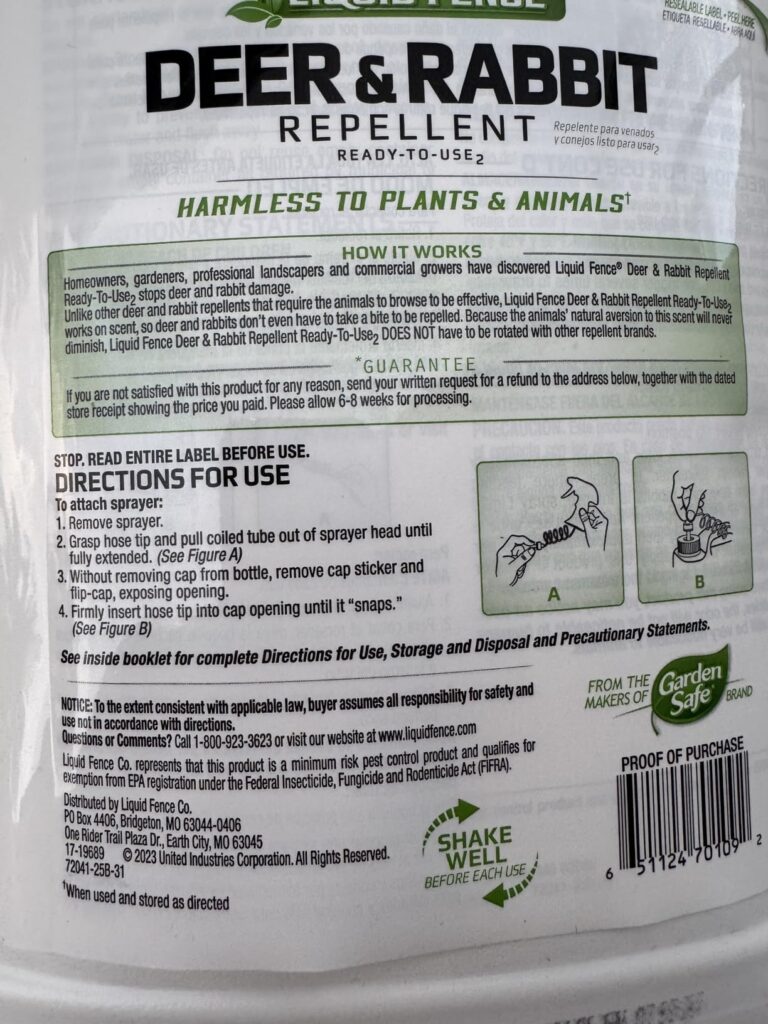 LIQUID FENCE
RESEALABLE LABEL • PEEL HERE
ETIQUETA RESELLABLE • ABRA AQUÍ
DEER & RABBIT
REPELLENT
Repelente para venados
y conejos listo para usar2
READY-TO-USE2
HARMLESS TO PLANTS & ANIMALS†
HOW IT WORKS
Homeowners, gardeners, professional landscapers and commercial growers have discovered Liquid Fence® Deer & Rabbit Repellent
Ready-To-Use2 stops deer and rabbit damage.
Unlike other deer and rabbit repellents that require the animals to browse to be effective, Liquid Fence Deer & Rabbit Repellent Ready-To-Use2
works on scent, so deer and rabbits don't even have to take a bite to be repelled. Because the animals' natural aversion to this scent will never
diminish, Liquid Fence Deer & Rabbit Repellent Ready-To-Use2 DOES NOT have to be rotated with other repellent brands.
*GUARANTEE
If you are not satisfied with this product for any reason, send your written request for a refund to the address below, together with the dated
store receipt showing the price you paid. Please allow 6-8 weeks for processing.
STOP. READ ENTIRE LABEL BEFORE USE.
DIRECTIONS FOR USE
To attach sprayer:
1. Remove sprayer.
2. Grasp hose tip and pull coiled tube out of sprayer head until
fully extended. (See Figure A)
3. Without removing cap from bottle, remove cap sticker and
flip-cap, exposing opening.
4. Firmly insert hose tip into cap opening until it "snaps."
(See Figure B)
A
B
See inside booklet for complete Directions for Use, Storage and Disposal and Precautionary Statements.
NOTICE: To the extent consistent with applicable law, buyer assumes all responsibility for safety and
use not in accordance with directions.
Questions or Comments? Call 1-800-923-3623 or visit our website at www.liquidfence.com
Liquid Fence Co. represents that this product is a minimum risk pest control product and qualifies for
exemption from EPA registration under the Federal Insecticide, Fungicide and Rodenticide Act (FIFRA).
Distributed by Liquid Fence Co.
PO Box 4406, Bridgeton, MO 63044-0406
One Rider Trail Plaza Dr., Earth City, MO 63045
17-19689 © 2023 United Industries Corporation. All Rights Reserved.
72041-25B-31
†When used and stored as directed
SHAKE
WELL
BEFORE EACH USE
FROM THE
MAKERS OF
Garden
Safe
BRAND
PROOF OF PURCHASE
6 51124 70109 2